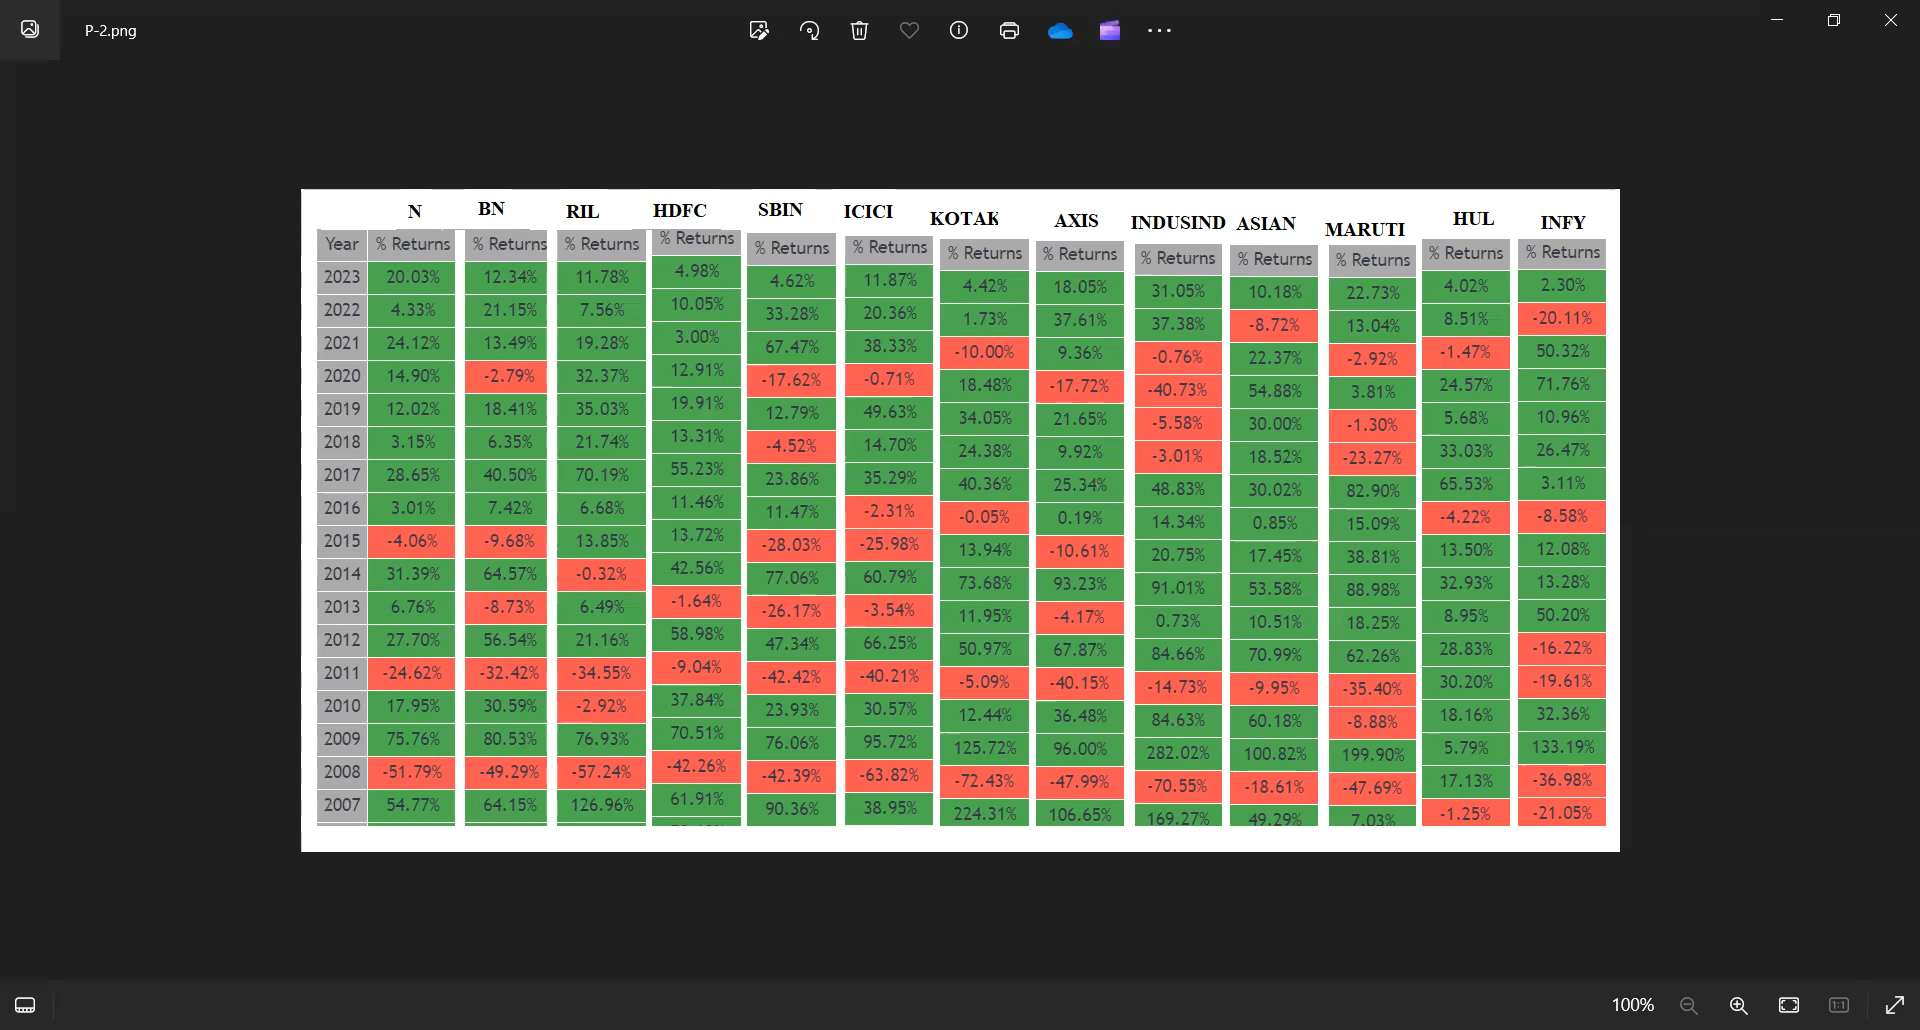 P-2.png
N BN RIL HDFC SBIN ICICI KOTAK AXIS INDUSIND ASIAN MARUTI HUL INFY
Year % Returns % Returns % Returns % Returns % Returns % Returns % Returns % Returns % Returns % Returns % Returns % Returns % Returns
2023 20.03% 12.34% 11.78% 4.98% 4.62% 11.87% 4.42% 18.05% 31.05% 10.18% 22.73% 4.02% 2.30%
2022 4.33% 21.15% 7.56% 10.05% 33.28% 20.36% 1.73% 37.61% 37.38% -8.72% 13.04% 8.51% -20.11%
2021 24.12% 13.49% 19.28% 3.00% 67.47% 38.33% -10.00% 9.36% -0.76% 22.37% -2.92% -1.47% 50.32%
2020 14.90% -2.79% 32.37% 12.91% -17.62% -0.71% 18.48% -17.72% -40.73% 54.88% 3.81% 24.57% 71.76%
2019 12.02% 18.41% 35.03% 19.91% 12.79% 49.63% 34.05% 21.65% -5.58% 30.00% -1.30% 5.68% 10.96%
2018 3.15% 6.35% 21.74% 13.31% -4.52% 14.70% 24.38% 9.92% -3.01% 18.52% -23.27% 33.03% 26.47%
2017 28.65% 40.50% 70.19% 55.23% 23.86% 35.29% 40.36% 25.34% 48.83% 30.02% 82.90% 65.53% 3.11%
2016 3.01% 7.42% 6.68% 11.46% 11.47% -2.31% -0.05% 0.19% 14.34% 0.85% 15.09% -4.22% -8.58%
2015 -4.06% -9.68% 13.85% 13.72% -28.03% -25.98% 13.94% -10.61% 20.75% 17.45% 38.81% 13.50% 12.08%
2014 31.39% 64.57% -0.32% 42.56% 77.06% 60.79% 73.68% 93.23% 91.01% 53.58% 88.98% 32.93% 13.28%
2013 6.76% -8.73% 6.49% -1.64% -26.17% -3.54% 11.95% -4.17% 0.73% 10.51% 18.25% 8.95% 50.20%
2012 27.70% 56.54% 21.16% 58.98% 47.34% 66.25% 50.97% 67.87% 84.66% 70.99% 62.26% 28.83% -16.22%
2011 -24.62% -32.42% -34.55% -9.04% -42.42% -40.21% -5.09% -40.15% -14.73% -9.95% -35.40% 30.20% -19.61%
2010 17.95% 30.59% -2.92% 37.84% 23.93% 30.57% 12.44% 36.48% 84.63% 60.18% -8.88% 18.16% 32.36%
2009 75.76% 80.53% 76.93% 70.51% 76.06% 95.72% 125.72% 96.00% 282.02% 100.82% 199.90% 5.79% 133.19%
2008 -51.79% -49.29% -57.24% -42.26% -42.39% -63.82% -72.43% -47.99% -70.55% -18.61% -47.69% 17.13% -36.98%
2007 54.77% 64.15% 126.96% 61.91% 90.36% 38.95% 224.31% 106.65% 169.27% 49.29% 7.03% -1.25% -21.05%
100% 1:1